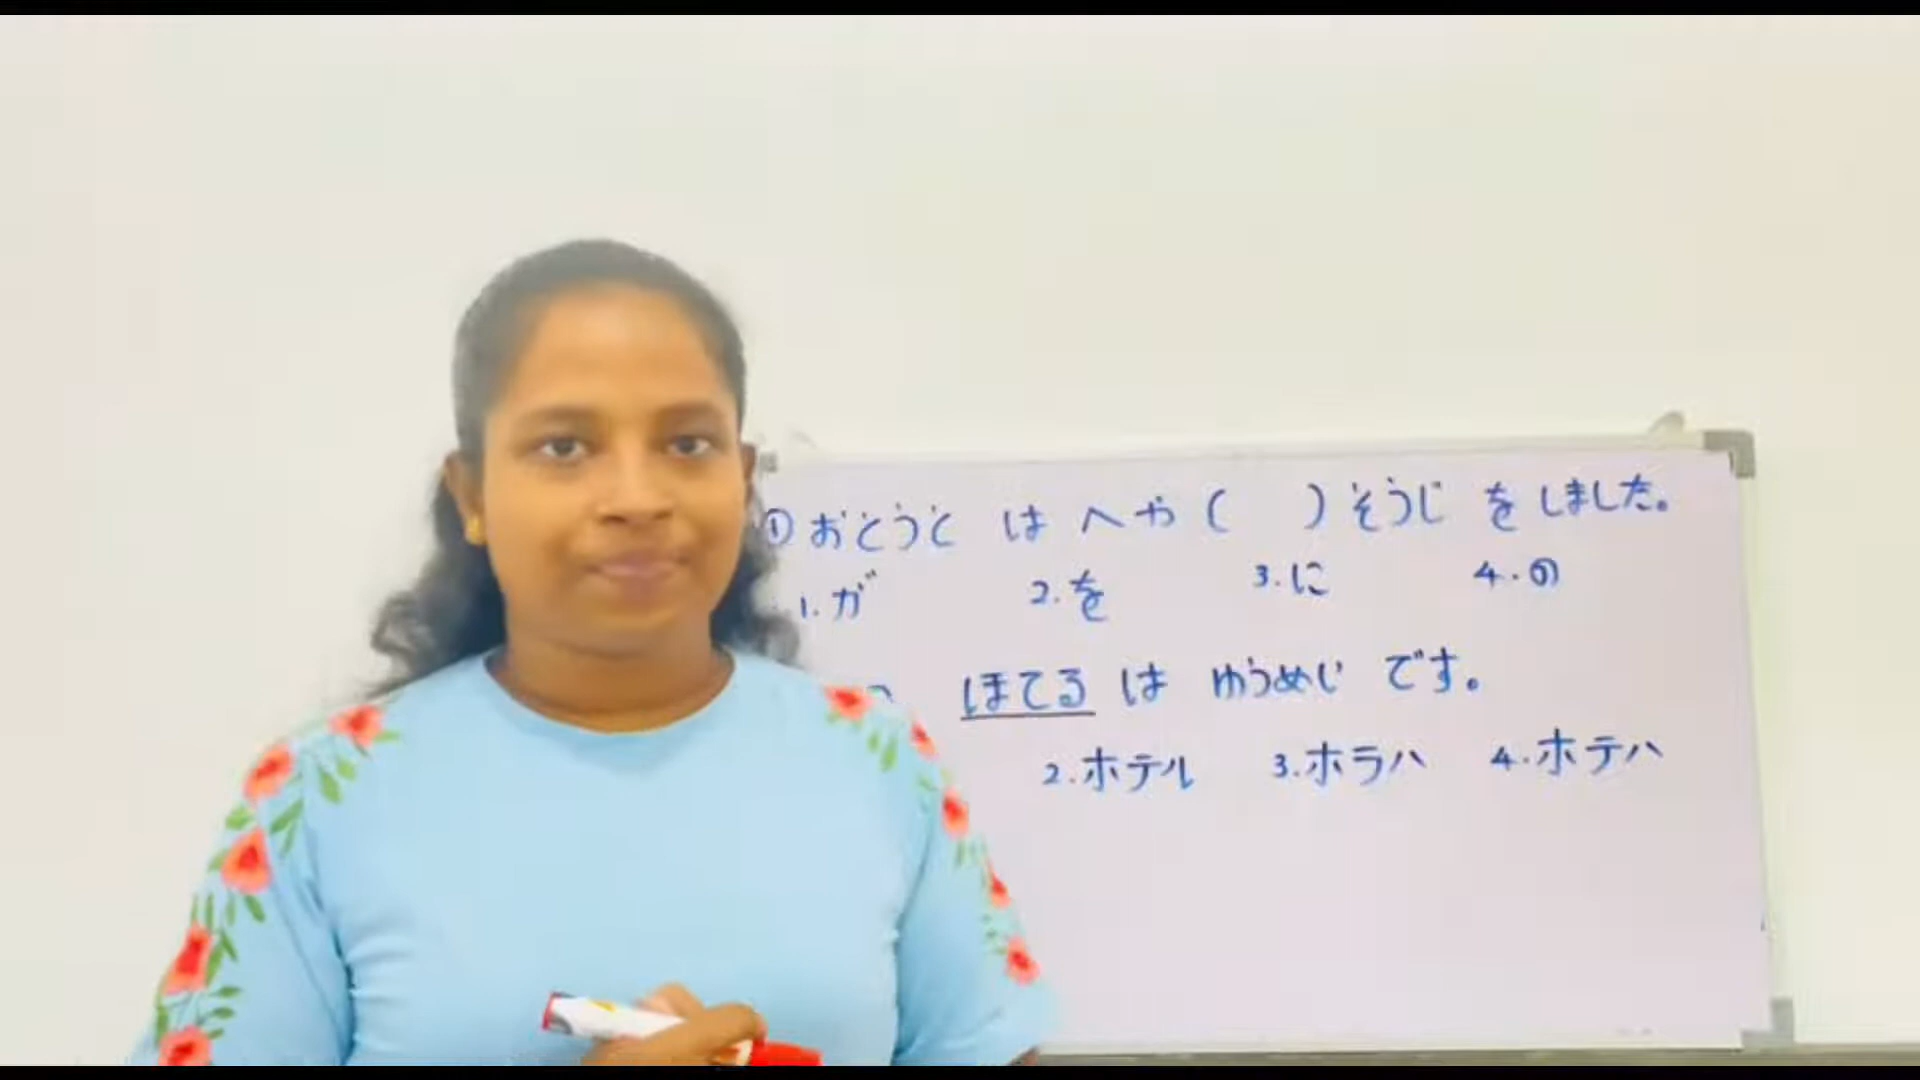 ① おとうと は へや ( ) そうじ を しました。
1. が 2. を 3. に 4. の
ほてる は ゆうめい です。
2. ホテル 3. ホラハ 4. ホテハ